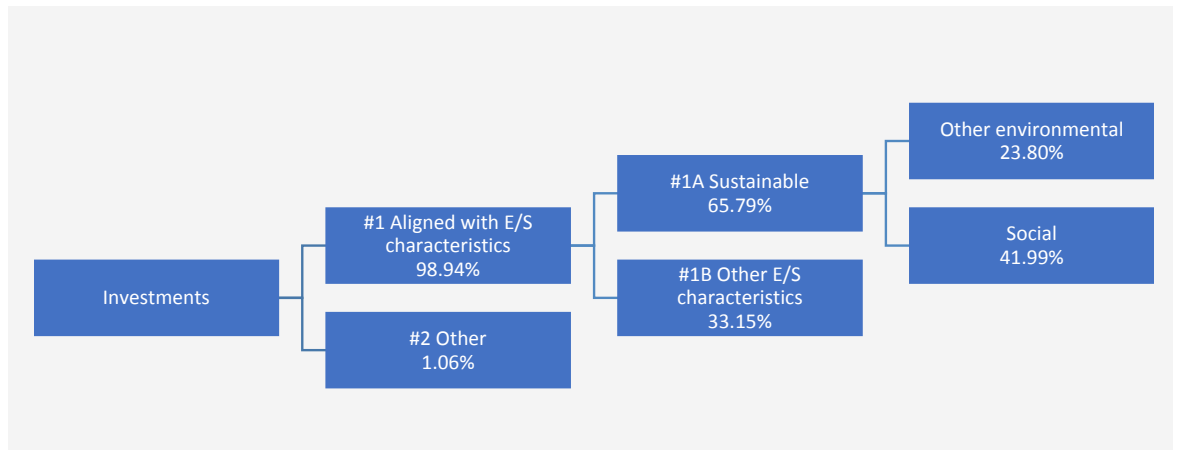 Other environmental
23.80%
#1A Sustainable
65.79%
#1 Aligned with E/S
characteristics
98.94%
Social
41.99%
Investments
#1B Other E/S
characteristics
33.15%
#2 Other
1.06%